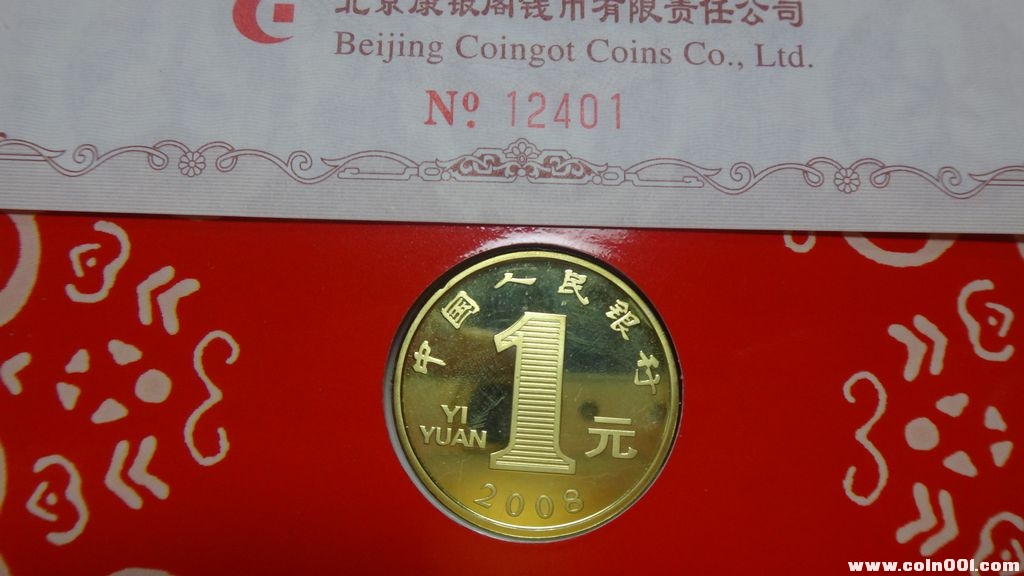 北京康银阁钱币有限责任公司
Beijing Coingot Coins Co., Ltd.
Nº 12401
中国人民银行
1
YI
YUAN
元
2008
www.coin001.com